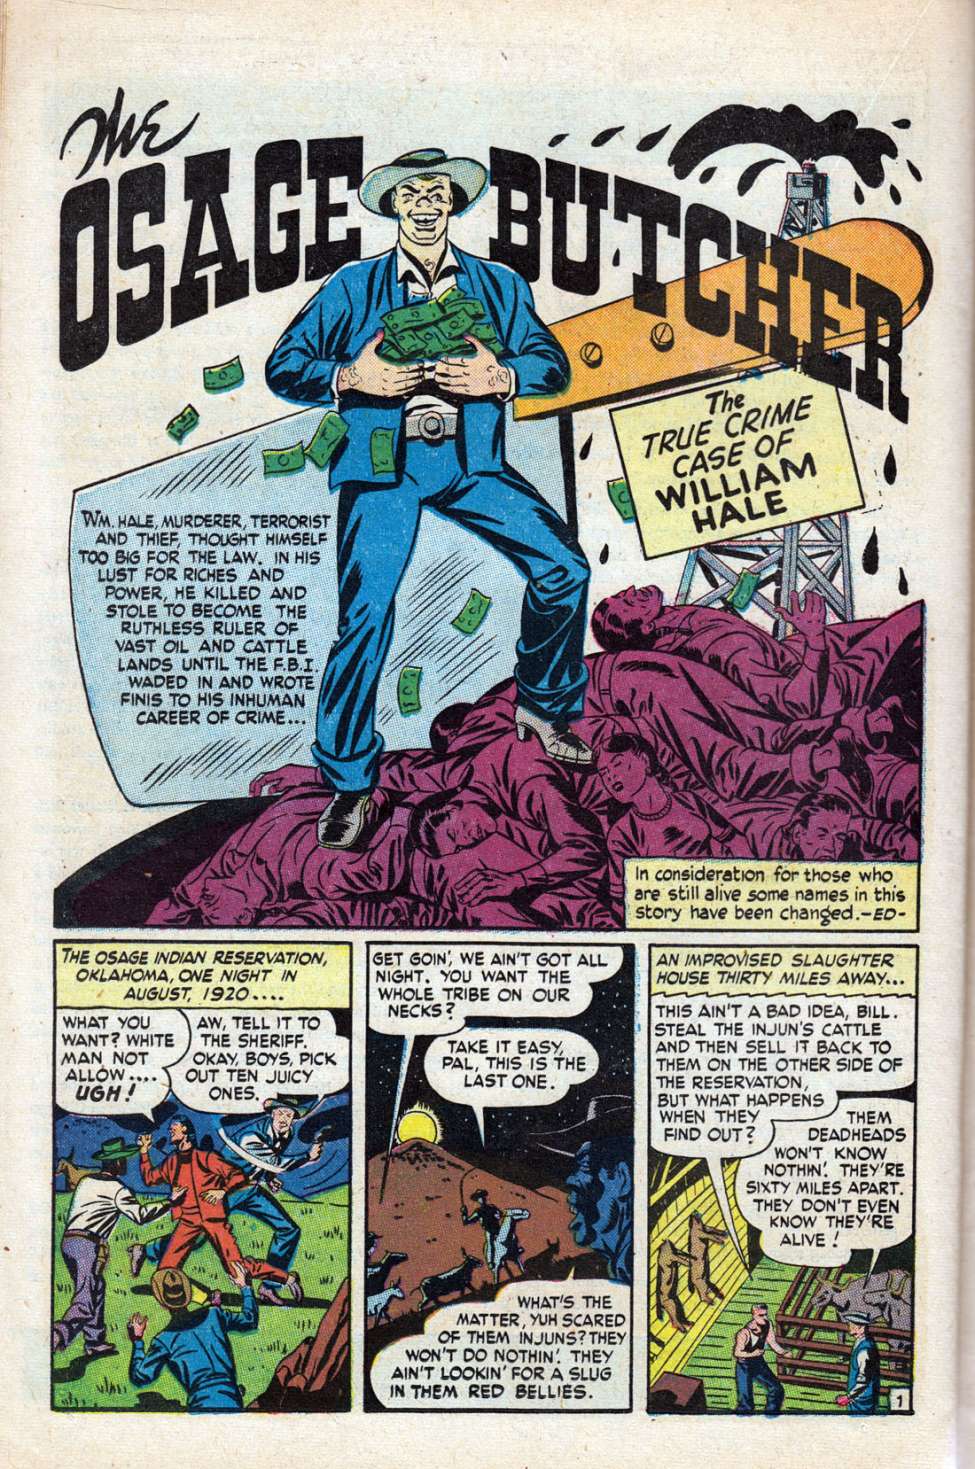 The
OSAGE BUTCHER
The
TRUE CRIME
CASE OF
WILLIAM
HALE
WM. HALE, MURDERER, TERRORIST
AND THIEF, THOUGHT HIMSELF
TOO BIG FOR THE LAW. IN HIS
LUST FOR RICHES AND
POWER, HE KILLED AND
STOLE TO BECOME THE
RUTHLESS RULER OF
VAST OIL AND CATTLE
LANDS UNTIL THE F.B.I.
WADED IN AND WROTE
FINIS TO HIS INHUMAN
CAREER OF CRIME...
In consideration for those who
are still alive some names in this
story have been changed.-ED-
THE OSAGE INDIAN RESERVATION,
OKLAHOMA, ONE NIGHT IN
AUGUST, 1920....
WHAT YOU
WANT? WHITE
MAN NOT
ALLOW....
UGH!
AW, TELL IT TO
THE SHERIFF.
OKAY, BOYS, PICK
OUT TEN JUICY
ONES.
GET GOIN', WE AIN'T GOT ALL
NIGHT. YOU WANT THE
WHOLE TRIBE ON OUR
NECKS?
TAKE IT EASY,
PAL, THIS IS THE
LAST ONE.
WHAT'S THE
MATTER, YUH SCARED
OF THEM INJUNS? THEY
WON'T DO NOTHIN'. THEY
AIN'T LOOKIN' FOR A SLUG
IN THEM RED BELLIES.
AN IMPROVISED SLAUGHTER
HOUSE THIRTY MILES AWAY...
THIS AIN'T A BAD IDEA, BILL.
STEAL THE INJUN'S CATTLE
AND THEN SELL IT BACK TO
THEM ON THE OTHER SIDE OF
THE RESERVATION,
BUT WHAT HAPPENS
WHEN THEY
FIND OUT?
THEM
DEADHEADS
WON'T KNOW
NOTHIN'. THEY'RE
SIXTY MILES APART.
THEY DON'T EVEN
KNOW THEY'RE
ALIVE!
1